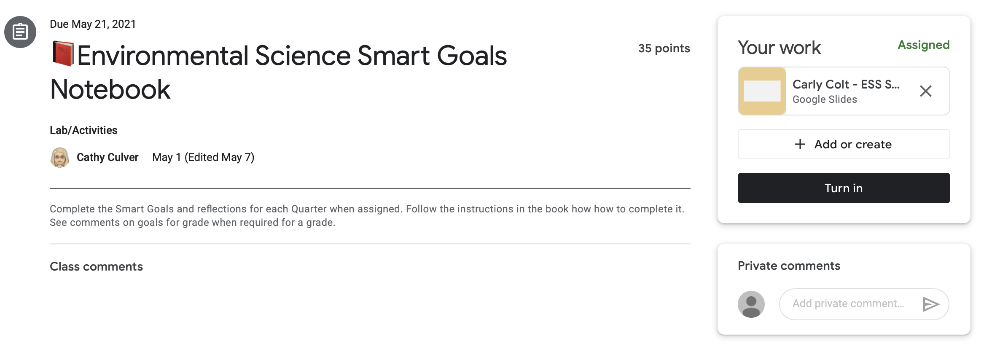 Due May 21, 2021
Environmental Science Smart Goals
Notebook
35 points
Lab/Activities
Cathy Culver May 1 (Edited May 7)
Complete the Smart Goals and reflections for each Quarter when assigned. Follow the instructions in the book how how to complete it.
See comments on goals for grade when required for a grade.
Class comments
Your work
Assigned
Carly Colt - ESS S...
Google Slides
Add or create
Turn in
Private comments
Add private comment...